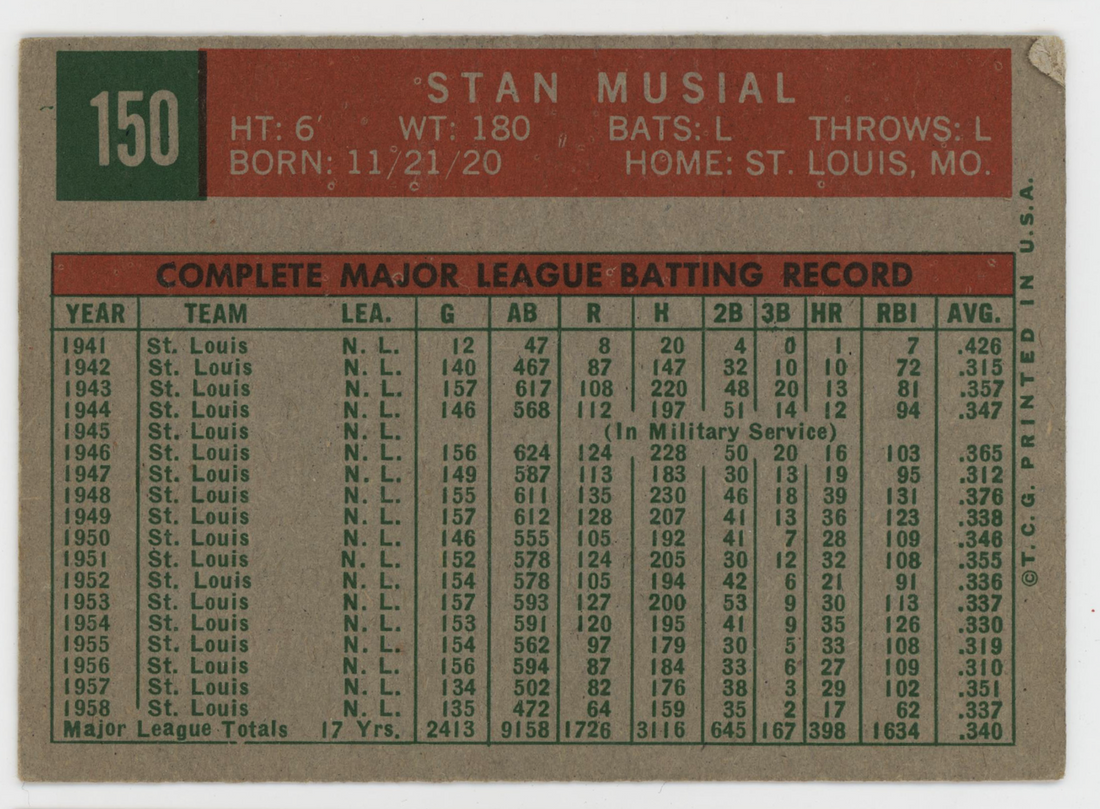 150
STAN MUSIAL
HT: 6' WT: 180 BATS: L THROWS: L
BORN: 11/21/20 HOME: ST. LOUIS, MO.
COMPLETE MAJOR LEAGUE BATTING RECORD
YEAR TEAM LEA. G AB R H 2B 3B HR RBI AVG.
1941 St. Louis N. L. 12 47 8 20 4 0 1 7 .426
1942 St. Louis N. L. 140 467 87 147 32 10 10 72 .315
1943 St. Louis N. L. 157 617 108 220 48 20 13 81 .357
1944 St. Louis N. L. 146 568 112 197 51 14 12 94 .347
1945 St. Louis N. L. (In Military Service)
1946 St. Louis N. L. 156 624 124 228 50 20 16 103 .365
1947 St. Louis N. L. 149 587 113 183 30 13 19 95 .312
1948 St. Louis N. L. 155 611 135 230 46 18 39 131 .376
1949 St. Louis N. L. 157 612 128 207 41 13 36 123 .338
1950 St. Louis N. L. 146 555 105 192 41 7 28 109 .346
1951 St. Louis N. L. 152 578 124 205 30 12 32 108 .355
1952 St. Louis N. L. 154 578 105 194 42 6 21 91 .336
1953 St. Louis N. L. 157 593 127 200 53 9 30 113 .337
1954 St. Louis N. L. 153 591 120 195 41 9 35 126 .330
1955 St. Louis N. L. 154 562 97 179 30 5 33 108 .319
1956 St. Louis N. L. 156 594 87 184 33 6 27 109 .310
1957 St. Louis N. L. 134 502 82 176 38 3 29 102 .351
1958 St. Louis N. L. 135 472 64 159 35 2 17 62 .337
Major League Totals 17 Yrs. 2413 9158 1726 3116 645 167 398 1634 .340
© T. C. G. PRINTED IN U.S.A.